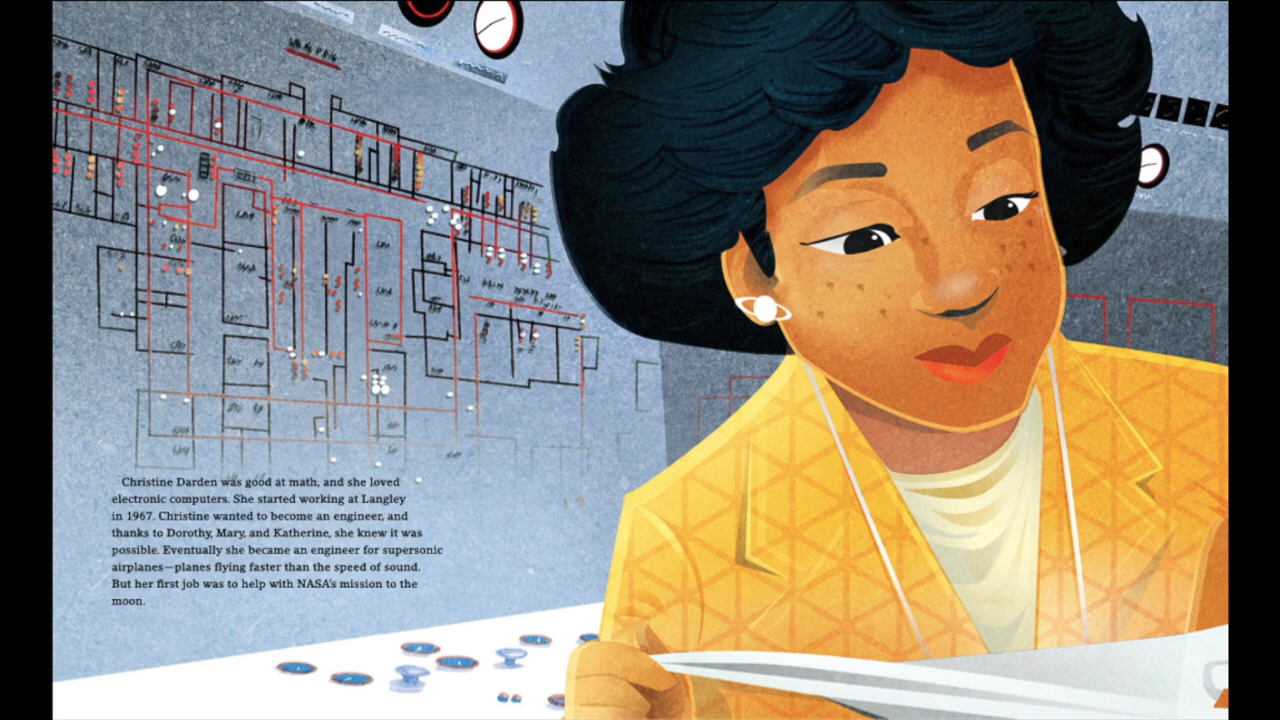 Christine Darden was good at math, and she loved
electronic computers. She started working at Langley
in 1967. Christine wanted to become an engineer, and
thanks to Dorothy, Mary, and Katherine, she knew it was
possible. Eventually she became an engineer for supersonic
airplanes—planes flying faster than the speed of sound.
But her first job was to help with NASA's mission to the
moon.